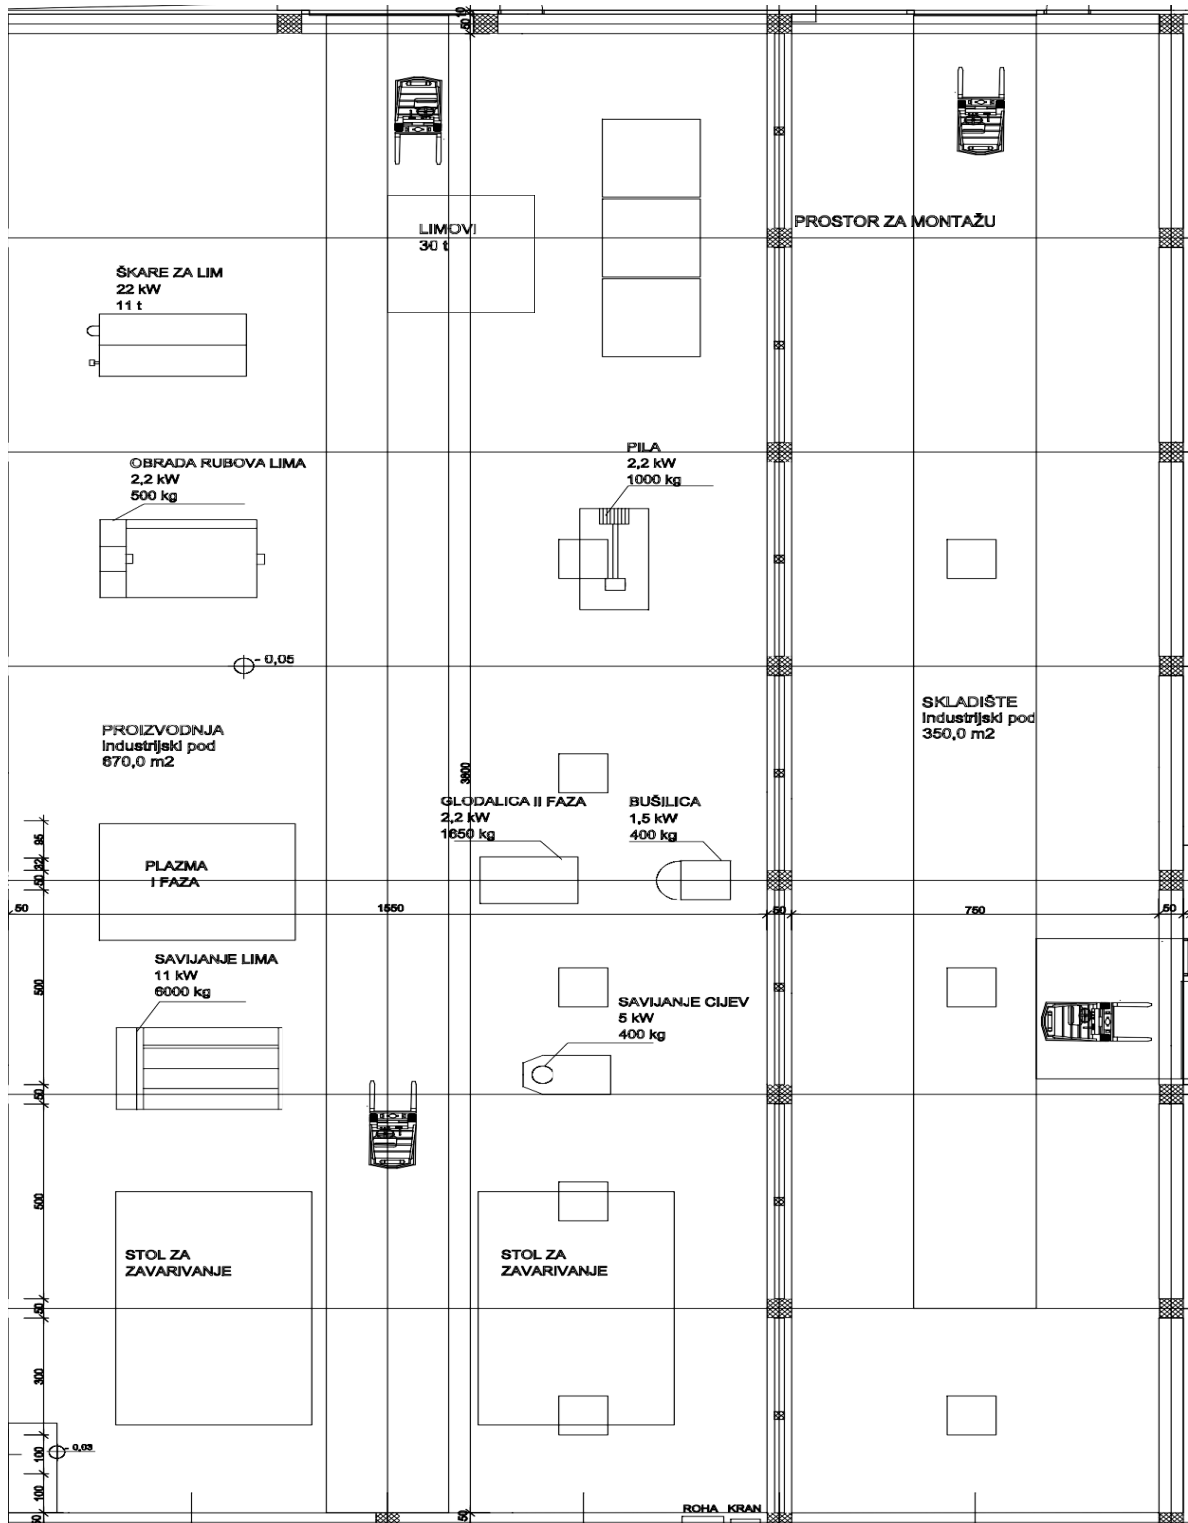 10
50
LIMOVI
30 t
PROSTOR ZA MONTAŽU
ŠKARE ZA LIM
22 kW
11 t
OBRADA RUBOVA LIMA
2,2 kW
500 kg
PILA
2,2 kW
1000 kg
- 0,05
PROIZVODNJA
industrijski pod
670,0 m2
SKLADIŠTE
industrijski pod
350,0 m2
3800
GLODALICA II FAZA
2,2 kW
1650 kg
BUŠILICA
1,5 kW
400 kg
95
32
50
PLAZMA
I FAZA
50
1550
50
750
50
SAVIJANJE LIMA
11 kW
6000 kg
500
SAVIJANJE CIJEV
5 kW
400 kg
50
500
STOL ZA
ZAVARIVANJE
STOL ZA
ZAVARIVANJE
50
300
- 0,03
100
100
50
50
ROHA KRAN